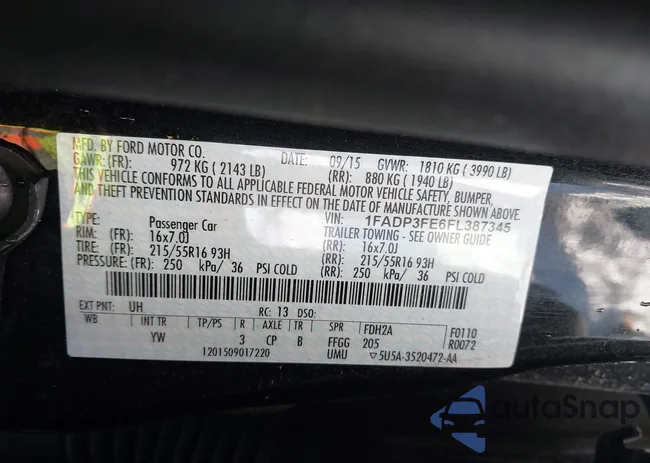 MFD. BY FORD MOTOR CO. DATE: 09/15 GVWR: 1810 KG ( 3990 LB)
GAWR:(FR): 972 KG ( 2143 LB) (RR): 880 KG ( 1940 LB)
THIS VEHICLE CONFORMS TO ALL APPLICABLE FEDERAL MOTOR VEHICLE SAFETY, BUMPER,
AND THEFT PREVENTION STANDARDS IN EFFECT ON THE DATE OF MANUFACTURE SHOWN ABOVE.
TYPE: Passenger Car VIN: 1FADP3FE6FL387345
TRAILER TOWING - SEE OWNER GUIDE
RIM: (FR): 16x7.0J (RR): 16x7.0J
TIRE: (FR): 215/55R16 93H (RR): 215/55R16 93H
PRESSURE: (FR): 250 kPa/ 36 PSI COLD (RR): 250 kPa/ 36 PSI COLD
EXT PNT: UH RC: 13 DSO:
WB INT TR TP/PS R AXLE TR SPR FDH2A F0110
YW 3 CP B FFGG 205 R0072
1201509017220 UMU 5U5A-3520472-AA
autoSnap